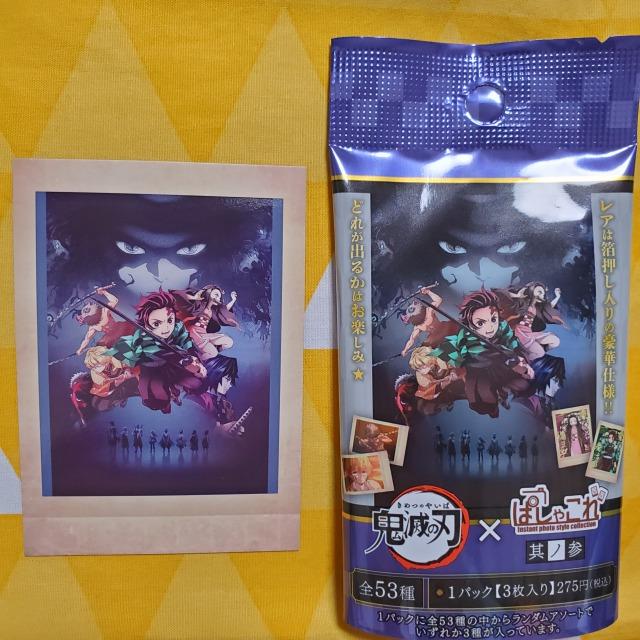 レアは箔押し入りの豪華仕様!!
どれが出るかはお楽しみ★
きめつのやいば
鬼滅の刃
×
ぱしゃこれ
instant photo style collection
其ノ参
全53種
●1パック【3枚入り】275円(税込)
1パックに全53種の中からランダムアソートで
いずれか3種が入っています。